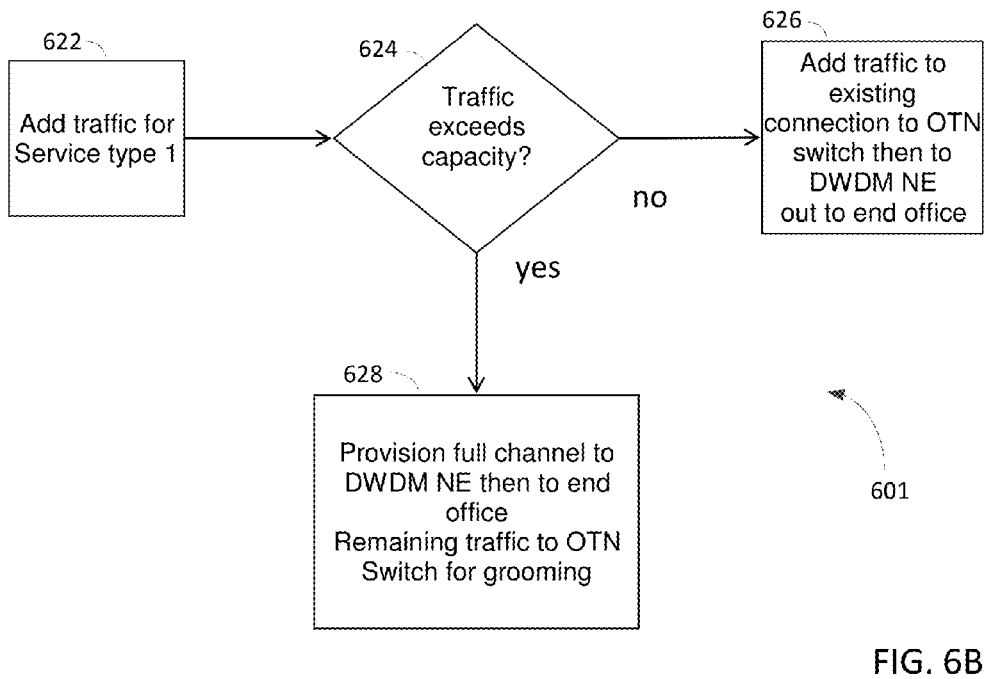 622
Add traffic for
Service type 1
624
Traffic
exceeds
capacity?
no
yes
626
Add traffic to
existing
connection to OTN
switch then to
DWDM NE
out to end office
628
Provision full channel to
DWDM NE then to end
office
Remaining traffic to OTN
Switch for grooming
601
FIG. 6B